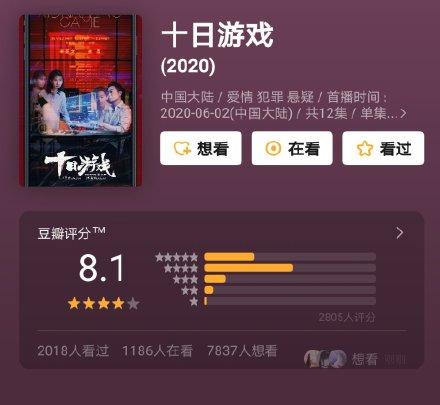 十日游戏
(2020)
中国大陆 / 爱情 犯罪 悬疑 / 首播时间：
2020-06-02(中国大陆) / 共12集 / 单集... >
想看
在看
看过
十日游戏
豆瓣评分™
8.1
2805人评分
2018人看过 1186人在看 7837人想看
想看